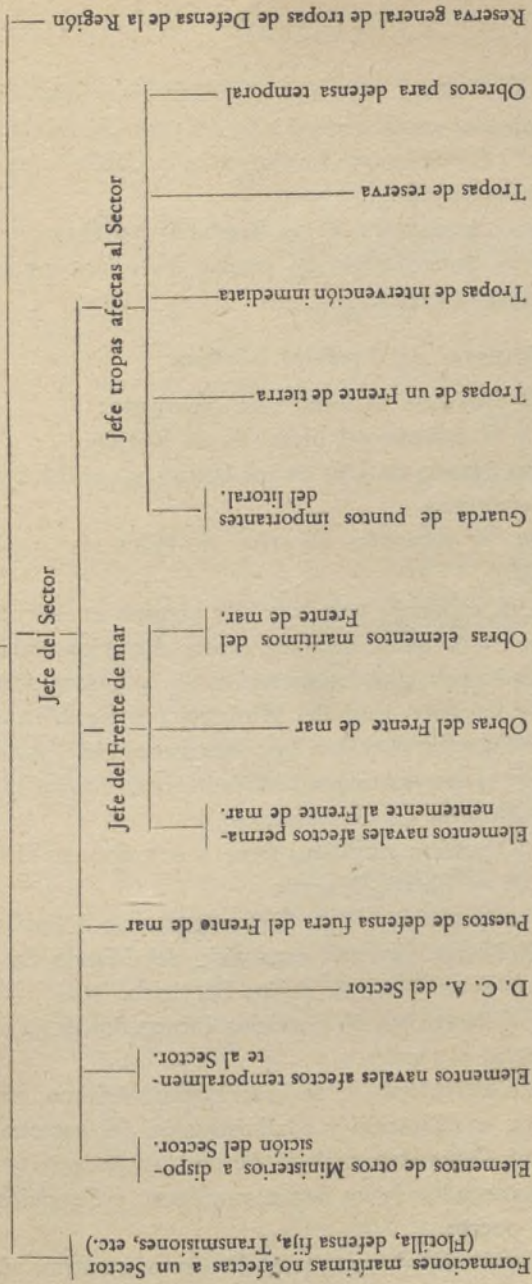 Formaciones marítimas no afectas a un Sector
(Flotilla, defensa fija, Transmisiones, etc.)
Jefe del Sector
Elementos de otros Ministerios a dispo-
sición del Sector.
Elementos navales afectos temporalmen-
te al Sector.
D. C. A. del Sector
Puestos de defensa fuera del Frente de mar
Jefe del Frente de mar
Elementos navales afectos perma-
nentemente al Frente de mar.
Obras del Frente de mar
Obras elementos marítimos del
Frente de mar.
Jefe tropas afectas al Sector
Guarda de puntos importantes
del litoral.
Tropas de un Frente de tierra
Tropas de intervención inmediata
Tropas de reserva
Obreros para defensa temporal
Reserva general de tropas de Defensa de la Región